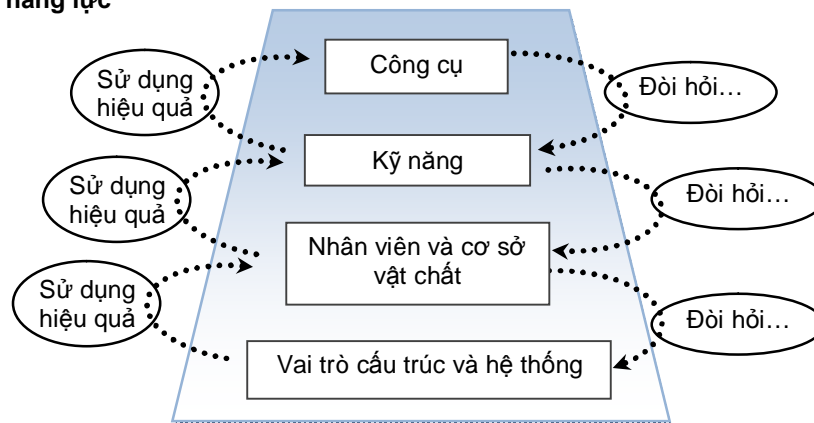 năng lực
Công cụ
Sử dụng
hiệu quả
Đòi hỏi…
Kỹ năng
Sử dụng
hiệu quả
Đòi hỏi…
Nhân viên và cơ sở
vật chất
Sử dụng
hiệu quả
Đòi hỏi…
Vai trò cấu trúc và hệ thống